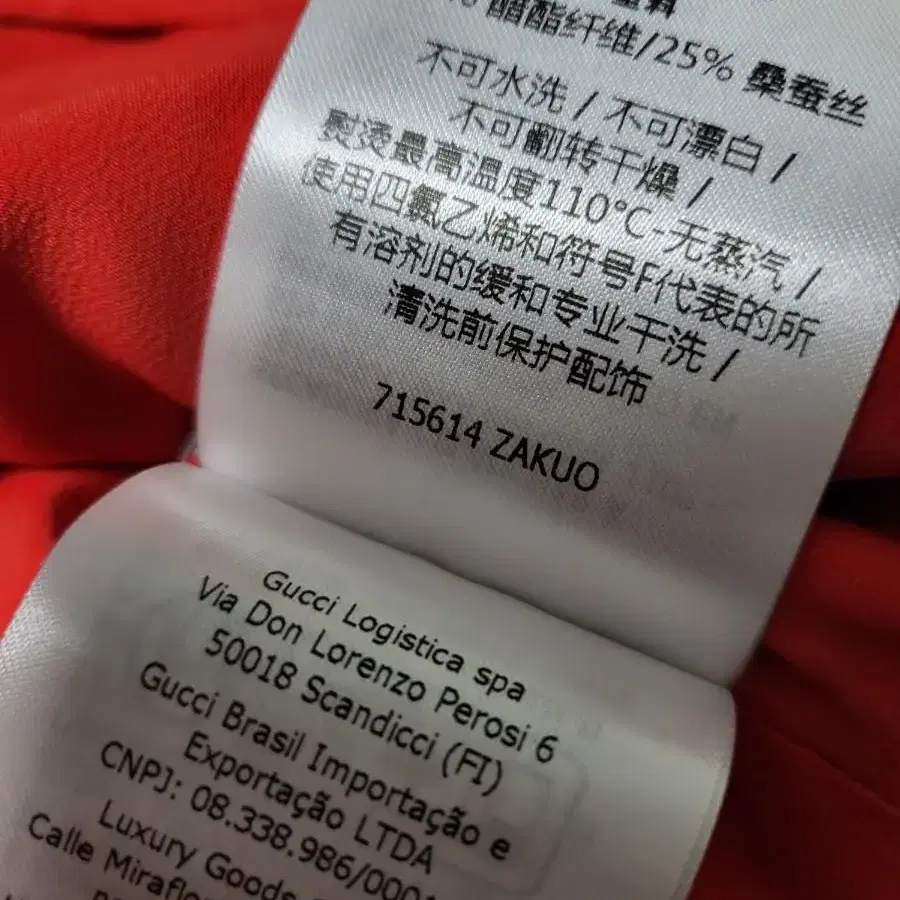 % 醋酯纤维/25% 桑蚕丝
不可水洗 / 不可漂白 /
不可翻转干燥 /
熨烫最高温度110°C-无蒸汽 /
使用四氯乙烯和符号F代表的所
有溶剂的缓和专业干洗 /
清洗前保护配饰
715614 ZAKUO
Gucci Logistica spa
Via Don Lorenzo Perosi 6
50018 Scandicci (FI)
Gucci Brasil Importação e
Exportação LTDA
CNPJ: 08.338.986/000
Luxury Goods
Calle Miraflo